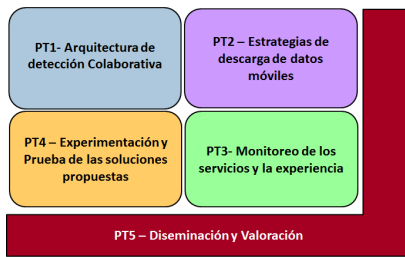 PT1- Arquitectura de
detección Colaborativa
PT2 – Estrategias de
descarga de datos
móviles
PT4 – Experimentación y
Prueba de las soluciones
propuestas
PT3- Monitoreo de los
servicios y la experiencia
PT5 – Diseminación y Valoración